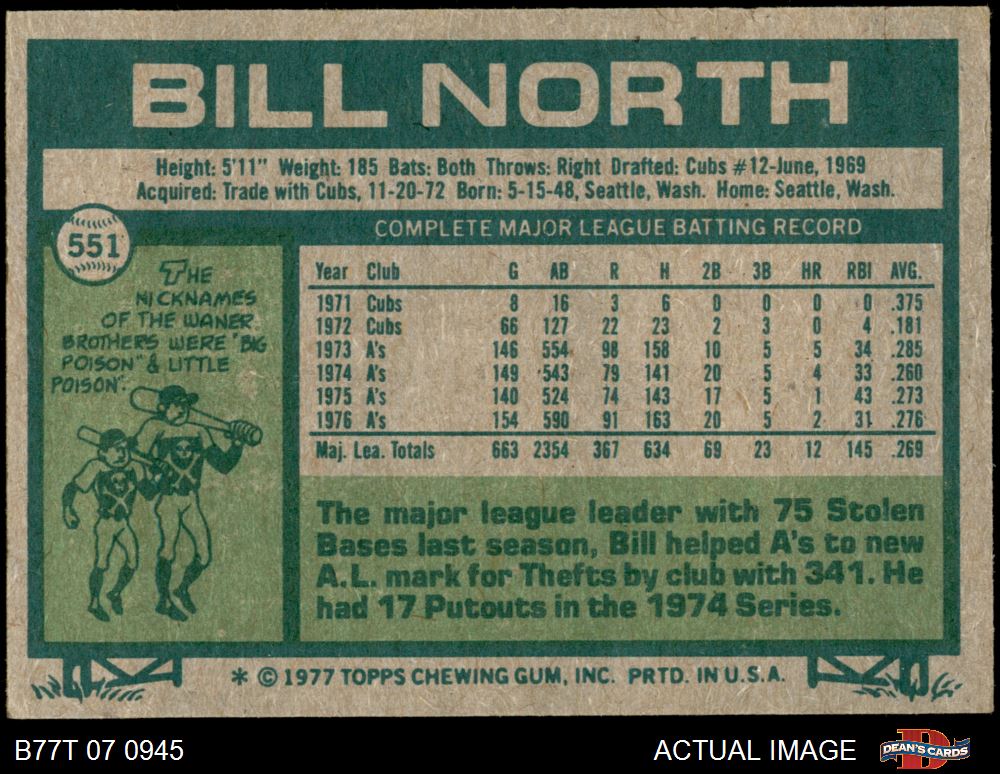 BILL NORTH
Height: 5'11" Weight: 185 Bats: Both Throws: Right Drafted: Cubs #12-June, 1969
Acquired: Trade with Cubs, 11-20-72 Born: 5-15-48, Seattle, Wash. Home: Seattle, Wash.
551
THE
NICKNAMES
OF THE WANER
BROTHERS WERE "BIG
POISON" & LITTLE
POISON".
COMPLETE MAJOR LEAGUE BATTING RECORD
Year Club G AB R H 2B 3B HR RBI AVG.
1971 Cubs 8 16 3 6 0 0 0 0 .375
1972 Cubs 66 127 22 23 2 3 0 4 .181
1973 A's 146 554 98 158 10 5 5 34 .285
1974 A's 149 543 79 141 20 5 4 33 .260
1975 A's 140 524 74 143 17 5 1 43 .273
1976 A's 154 590 91 163 20 5 2 31 .276
Maj. Lea. Totals 663 2354 367 634 69 23 12 145 .269
The major league leader with 75 Stolen
Bases last season, Bill helped A's to new
A.L. mark for Thefts by club with 341. He
had 17 Putouts in the 1974 Series.
* © 1977 TOPPS CHEWING GUM, INC. PRTD. IN U.S.A.
B77T 07 0945
ACTUAL IMAGE
DEAN'S CARDS